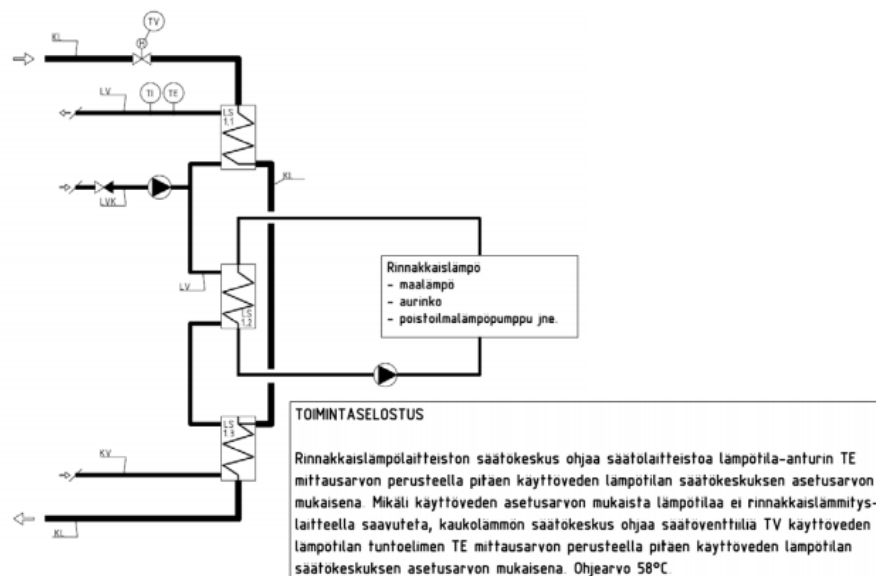 TV
M
KL
LV
TI
TE
LS
1.1
KL
LVK
Rinnakkaislämpö
- maalämpö
- aurinko
- poistoilmalämpöpumppu jne.
LV
LS
1.2
LS
1.3
KV
KL
TOIMINTASELOSTUS
Rinnakkaislämpölaitteiston säätökeskus ohjaa säätölaitteistoa lämpötila-anturin TE
mittausarvon perusteella pitäen käyttöveden lämpötilan säätökeskuksen asetusarvon
mukaisena. Mikäli käyttöveden asetusarvon mukaista lämpötilaa ei rinnakkaislämmitys-
laitteella saavuteta, kaukolämmön säätökeskus ohjaa säätöventtiiliä TV käyttöveden
lämpötilan tuntoelimen TE mittausarvon perusteella pitäen käyttöveden lämpötilan
säätökeskuksen asetusarvon mukaisena. Ohjearvo 58°C.